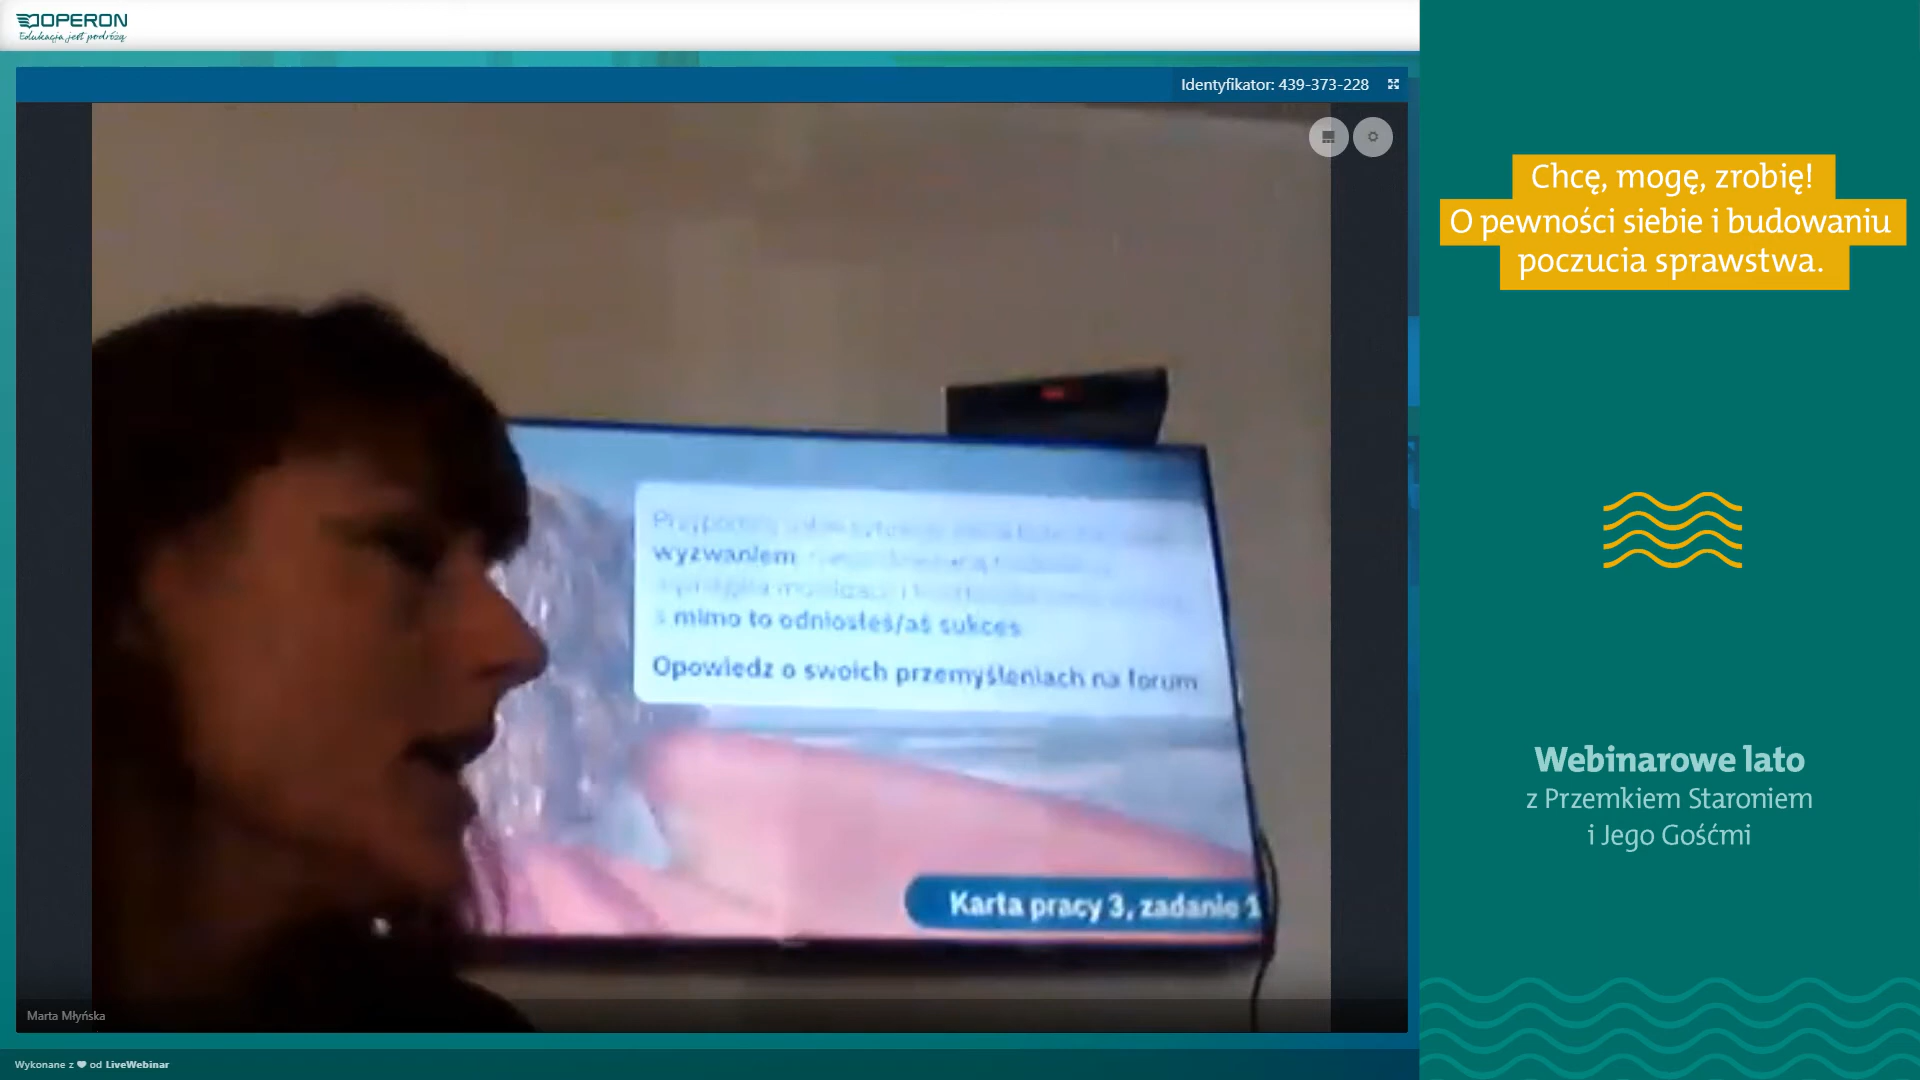 OPERON
Edukacja jest podróżą
Identyfikator: 439-373-228
wyzwaniem
mimo to odniosłeś/aś sukces
Opowiedz o swoich przemyśleniach na forum
Karta pracy 3, zadanie 1
Marta Młyńska
Wykonane z ❤ od LiveWebinar
Chcę, mogę, zrobię!
O pewności siebie i budowaniu
poczucia sprawstwa.
Webinarowe lato
z Przemkiem Staroniem
i Jego Gośćmi